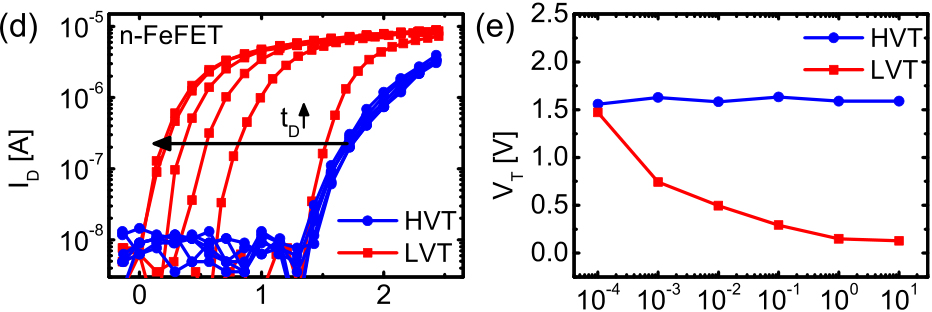 (d)
n-FeFET
I_D [A]
10^-5
10^-6
10^-7
10^-8
t_D
HVT
LVT
0 1 2
(e)
V_T [V]
2.5
2.0
1.5
1.0
0.5
0.0
HVT
LVT
10^-4 10^-3 10^-2 10^-1 10^0 10^1